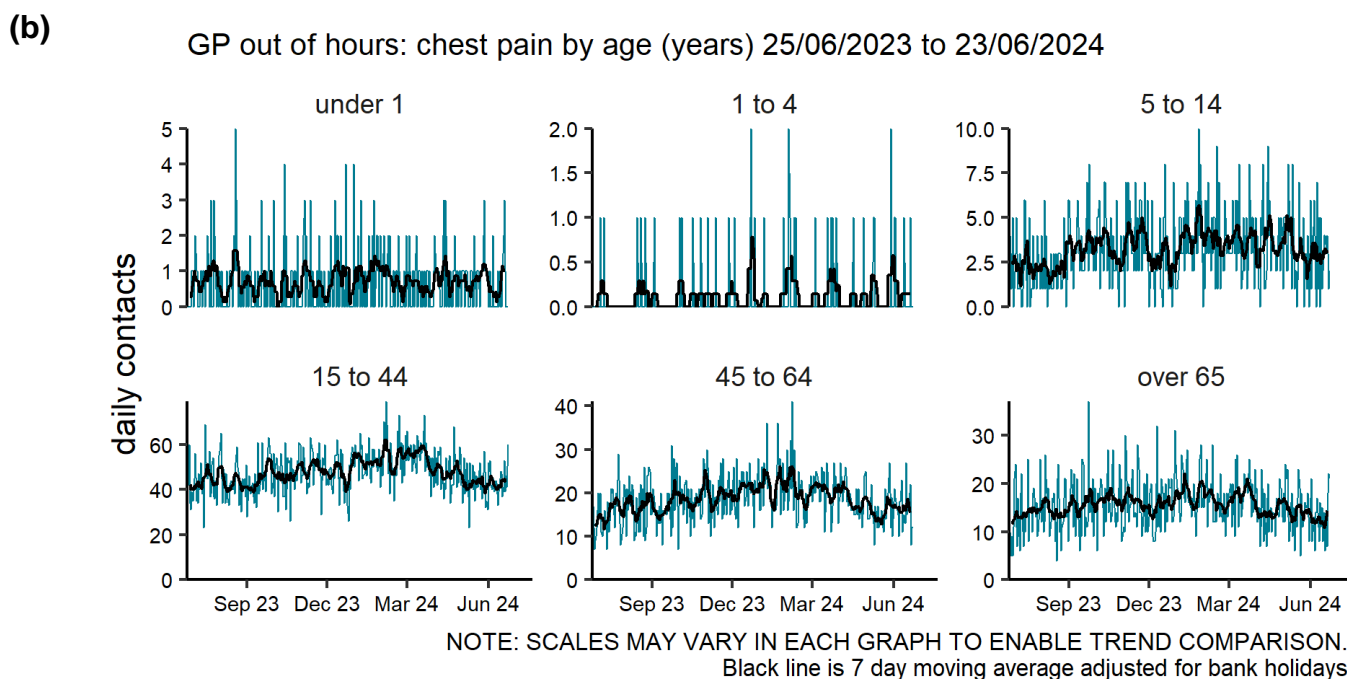 (b)
GP out of hours: chest pain by age (years) 25/06/2023 to 23/06/2024
under 1
1 to 4
5 to 14
5
4
3
2
1
0
2.0
1.5
1.0
0.5
0.0
10.0
7.5
5.0
2.5
0.0
daily contacts
15 to 44
45 to 64
over 65
60
40
20
0
40
30
20
10
0
30
20
10
0
Sep 23 Dec 23 Mar 24 Jun 24
Sep 23 Dec 23 Mar 24 Jun 24
Sep 23 Dec 23 Mar 24 Jun 24
NOTE: SCALES MAY VARY IN EACH GRAPH TO ENABLE TREND COMPARISON.
Black line is 7 day moving average adjusted for bank holidays